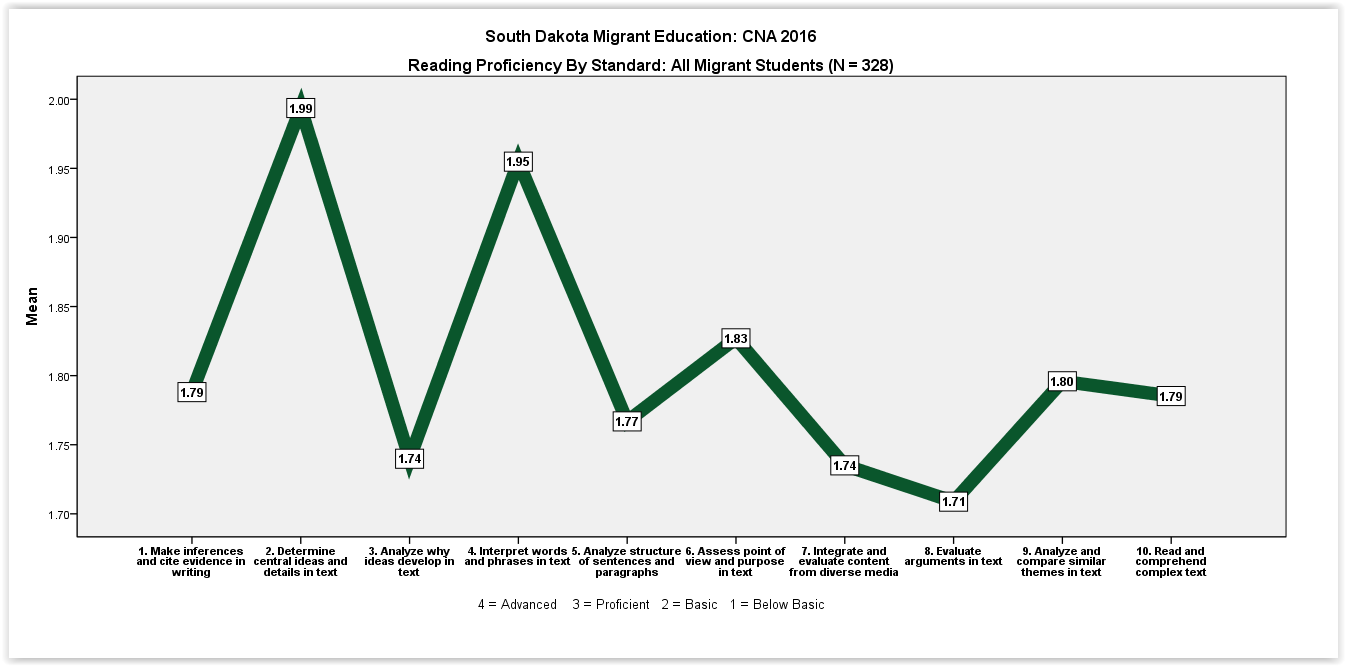 South Dakota Migrant Education: CNA 2016
Reading Proficiency By Standard: All Migrant Students (N = 328)
Mean
2.00
1.95
1.90
1.85
1.80
1.75
1.70
1.79
1.99
1.74
1.95
1.77
1.83
1.74
1.71
1.80
1.79
1. Make inferences
and cite evidence in
writing
2. Determine
central ideas and
details in text
3. Analyze why
ideas develop in
text
4. Interpret words
and phrases in text
5. Analyze structure
of sentences and
paragraphs
6. Assess point of
view and purpose
in text
7. Integrate and
evaluate content
from diverse media
8. Evaluate
arguments in text
9. Analyze and
compare similar
themes in text
10. Read and
comprehend
complex text
4 = Advanced 3 = Proficient 2 = Basic 1 = Below Basic